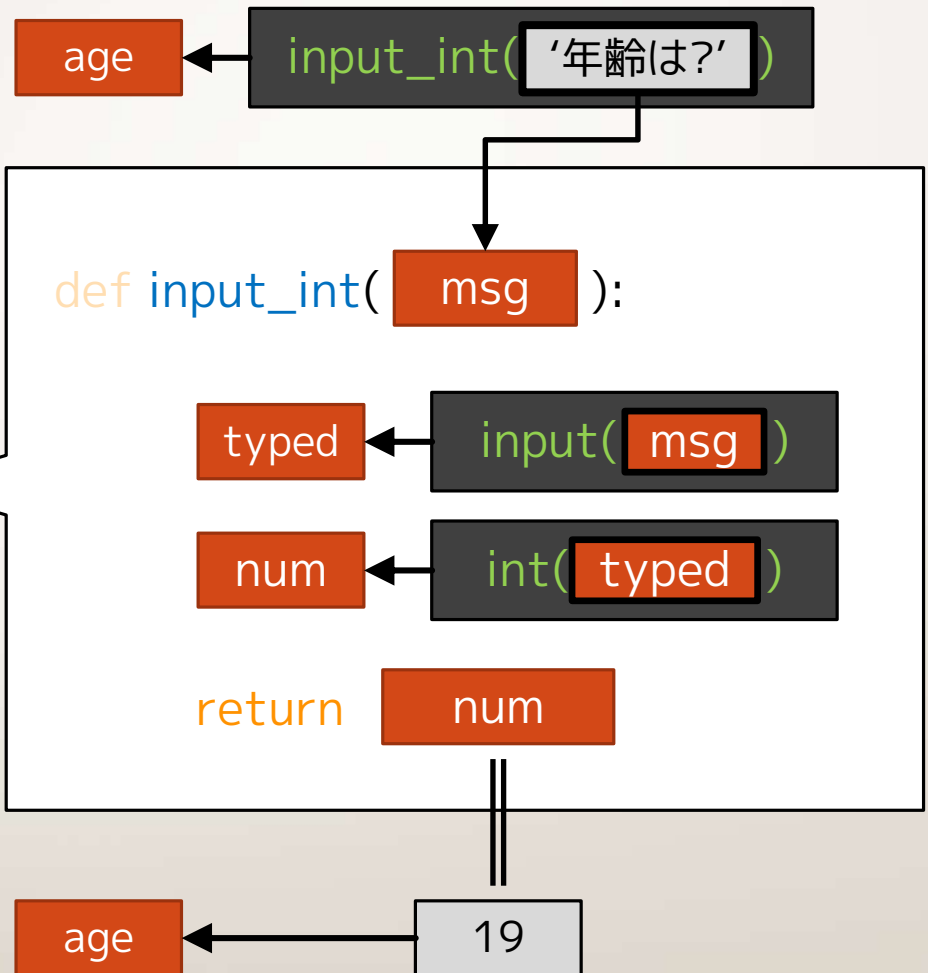 age input_int( ‘年齢は?’ )
def input_int( msg ):
typed input( msg )
num int( typed )
return num
age 19